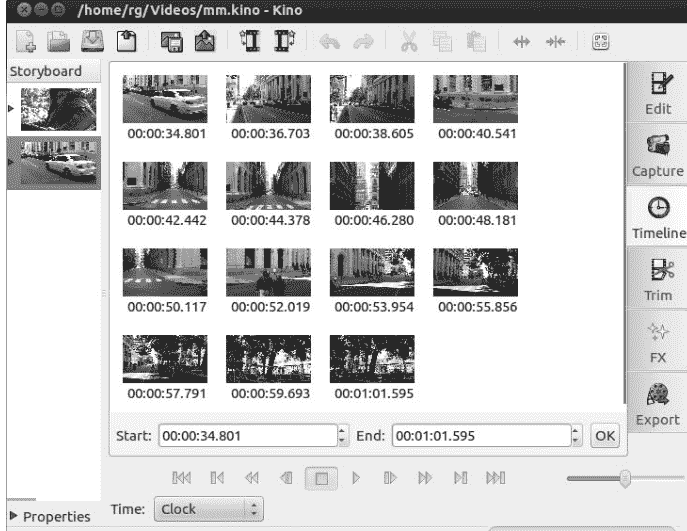 /home/rg/Videos/mm.kino - Kino
Storyboard
00:00:34.801 00:00:36.703 00:00:38.605 00:00:40.541
00:00:42.442 00:00:44.378 00:00:46.280 00:00:48.181
00:00:50.117 00:00:52.019 00:00:53.954 00:00:55.856
00:00:57.791 00:00:59.693 00:01:01.595
Edit
Capture
Timeline
Trim
FX
Export
Start: 00:00:34.801 End: 00:01:01.595 OK
Properties
Time: Clock